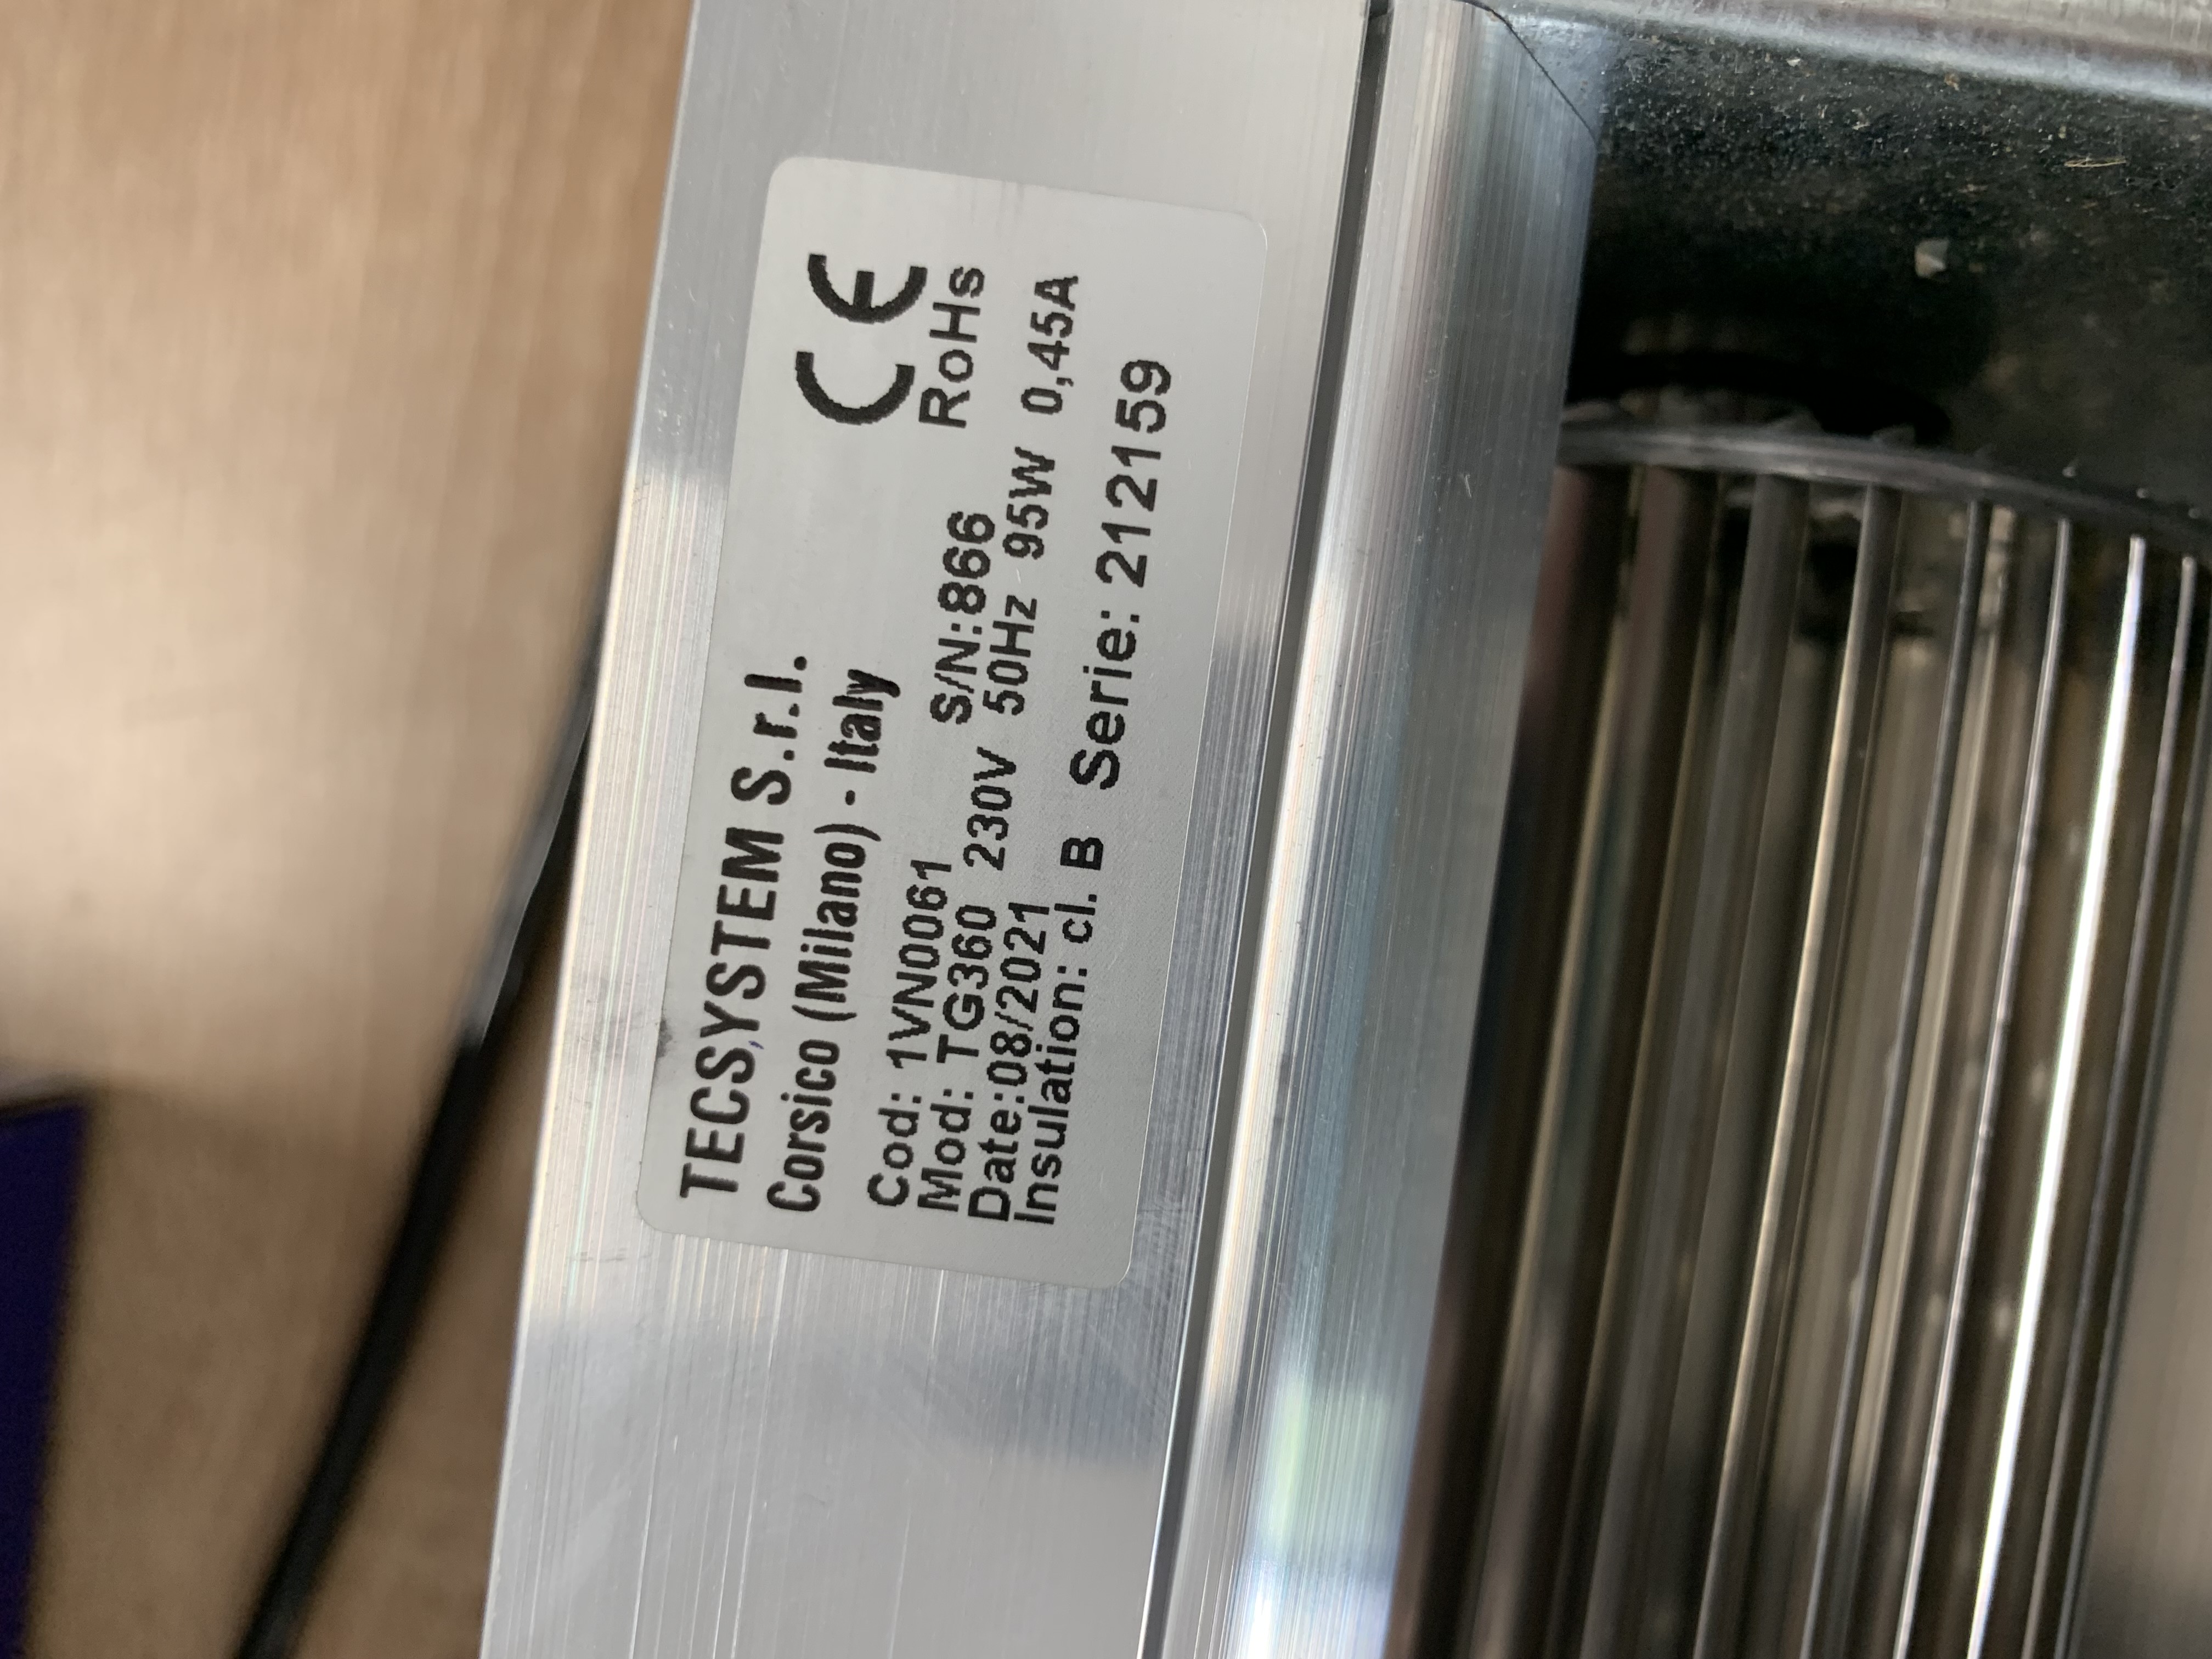 TECSYSTEM S.r.l.
Corsico (Milano) - Italy
CE
RoHs
Cod: 1VN0061 S/N:866
Mod: TG360 230V 50Hz 95W 0,45A
Date:08/2021
Insulation: cl. B Serie: 212159